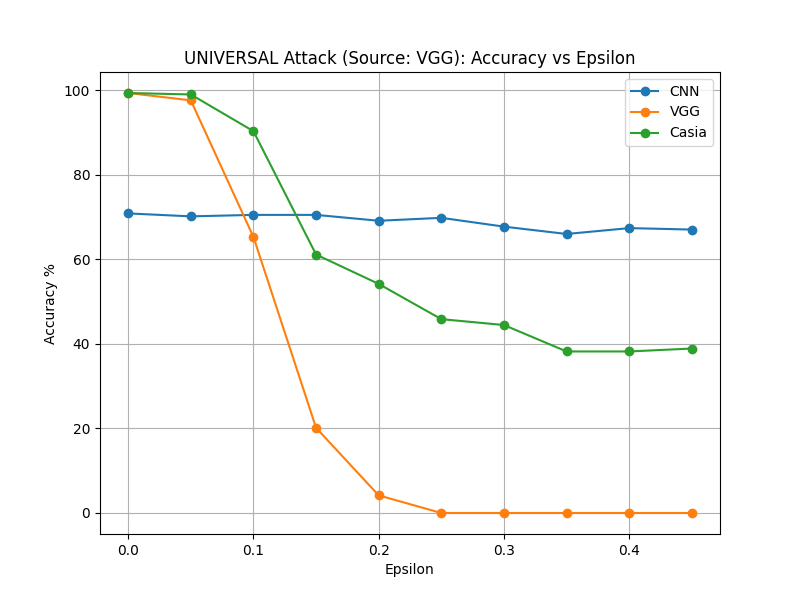 UNIVERSAL Attack (Source: VGG): Accuracy vs Epsilon
CNN
VGG
Casia
100
80
60
40
20
0
Accuracy %
0.0 0.1 0.2 0.3 0.4
Epsilon